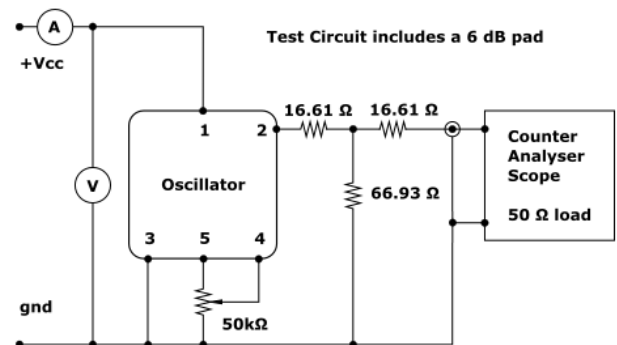 A
+Vcc
Test Circuit includes a 6 dB pad
16.61 Ω 16.61 Ω
1 2
Counter
Analyser
Scope
50 Ω load
V
Oscillator
66.93 Ω
3 5 4
gnd
50kΩ